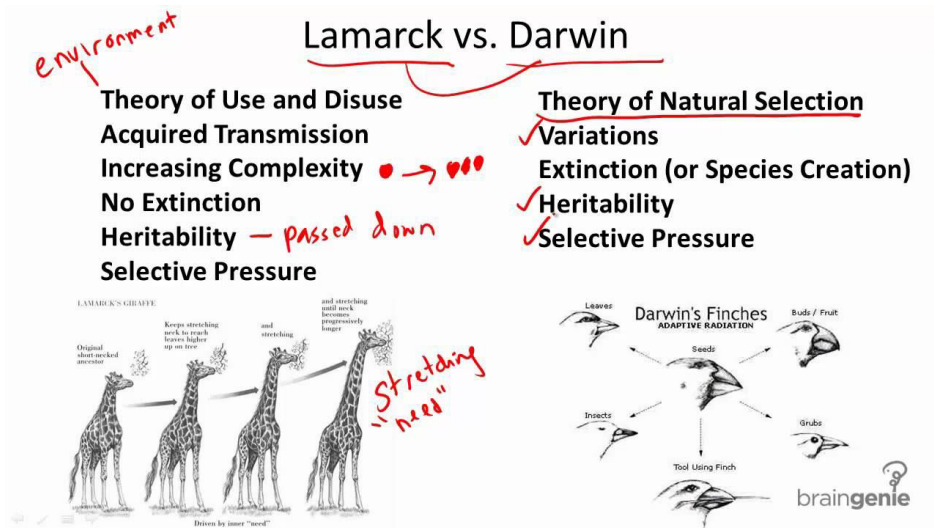 Lamarck vs. Darwin
environment
Theory of Use and Disuse
Acquired Transmission
Increasing Complexity
No Extinction
Heritability – passed down
Selective Pressure
Theory of Natural Selection
Variations
Extinction (or Species Creation)
Heritability
Selective Pressure
LAMARCK'S GIRAFFE
Original
short-necked
ancestor
Keeps stretching
neck to reach
leaves higher
up on tree
and
stretching
and stretching
until neck
becomes
progressively
longer
stretching
"need"
Driven by inner "need"
Darwin's Finches
ADAPTIVE RADIATION
Leaves
Buds / Fruit
Seeds
Insects
Grubs
Tool Using Finch
braingenie